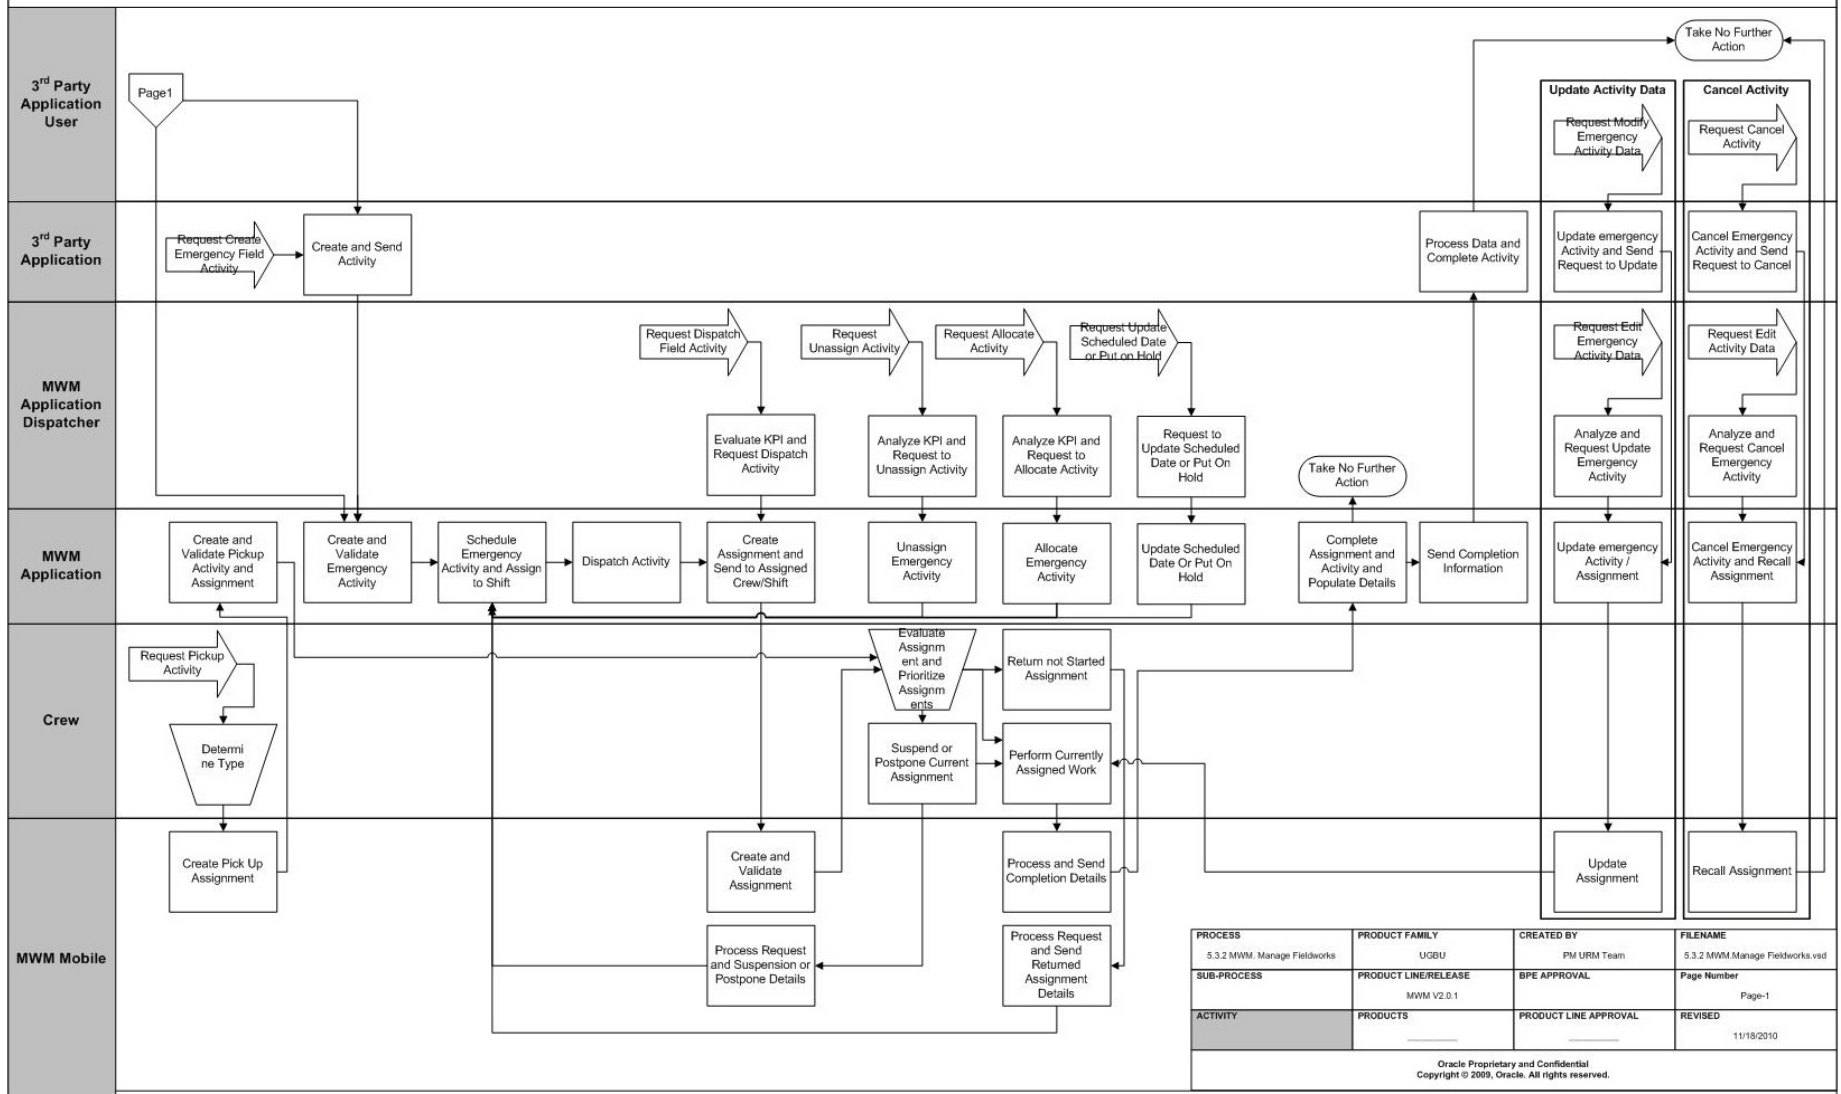 3rd Party
Application
User
Page1
Take No Further
Action
Update Activity Data
Request Modify
Emergency
Activity Data
Cancel Activity
Request Cancel
Activity
3rd Party
Application
Request Create
Emergency Field
Activity
Create and Send
Activity
Process Data and
Complete Activity
Update emergency
Activity and Send
Request to Update
Cancel Emergency
Activity and Send
Request to Cancel
MWM
Application
Dispatcher
Request Dispatch
Field Activity
Request
Unassign Activity
Request Allocate
Activity
Request Update
Scheduled Date
or Put on Hold
Request Edit
Emergency
Activity Data
Request Edit
Activity Data
Evaluate KPI and
Request Dispatch
Activity
Analyze KPI and
Request to
Unassign Activity
Analyze KPI and
Request to
Allocate Activity
Request to
Update Scheduled
Date or Put On
Hold
Take No Further
Action
Analyze and
Request Update
Emergency
Activity
Analyze and
Request Cancel
Emergency
Activity
MWM
Application
Create and
Validate Pickup
Activity and
Assignment
Create and
Validate
Emergency
Activity
Schedule
Emergency
Activity and Assign
to Shift
Dispatch Activity
Create
Assignment and
Send to Assigned
Crew/Shift
Unassign
Emergency
Activity
Allocate
Emergency
Activity
Update Scheduled
Date Or Put On
Hold
Complete
Assignment and
Activity and
Populate Details
Send Completion
Information
Update emergency
Activity /
Assignment
Cancel Emergency
Activity and Recall
Assignment
Crew
Request Pickup
Activity
Determi
ne Type
Evaluate
Assignm
ent and
Prioritize
Assignm
ents
Return not Started
Assignment
Suspend or
Postpone Current
Assignment
Perform Currently
Assigned Work
MWM Mobile
Create Pick Up
Assignment
Create and
Validate
Assignment
Process and Send
Completion Details
Update
Assignment
Recall Assignment
Process Request
and Suspension or
Postpone Details
Process Request
and Send
Returned
Assignment
Details
PROCESS
5.3.2 MWM. Manage Fieldworks
PRODUCT FAMILY
UGBU
CREATED BY
PM URM Team
FILENAME
5.3.2 MWM.Manage Fieldworks.vsd
SUB-PROCESS
PRODUCT LINE/RELEASE
MWM V2.0.1
BPE APPROVAL
Page Number
Page-1
ACTIVITY
PRODUCTS
PRODUCT LINE APPROVAL
REVISED
11/18/2010
Oracle Proprietary and Confidential
Copyright © 2009, Oracle. All rights reserved.